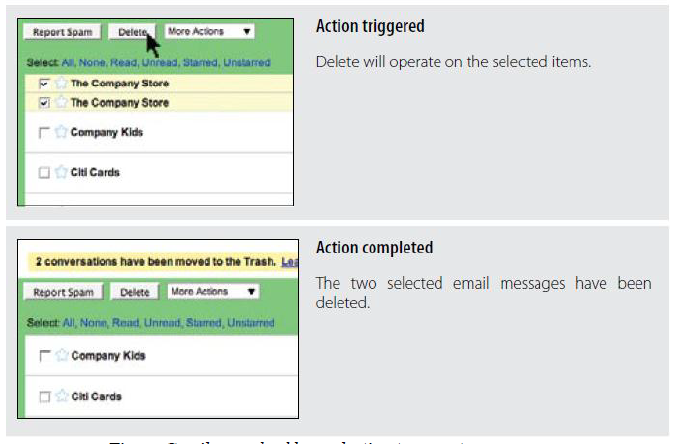 Report Spam Delete More Actions
Select: All, None, Read, Unread, Starred, Unstarred
The Company Store
The Company Store
Company Kids
Citi Cards
Action triggered
Delete will operate on the selected items.
2 conversations have been moved to the Trash.
Report Spam Delete More Actions
Select: All, None, Read, Unread, Starred, Unstarred
Company Kids
Citi Cards
Action completed
The two selected email messages have been
deleted.